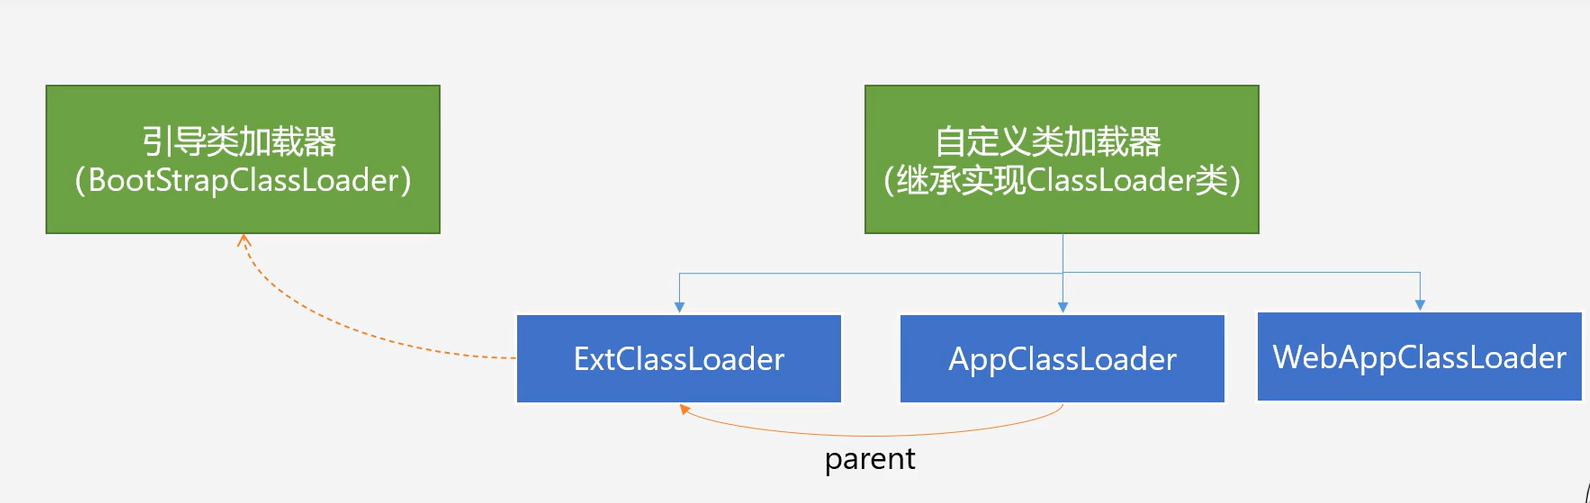 引导类加载器
（BootStrapClassLoader）
自定义类加载器
（继承实现ClassLoader类）
ExtClassLoader
AppClassLoader
WebAppClassLoader
parent